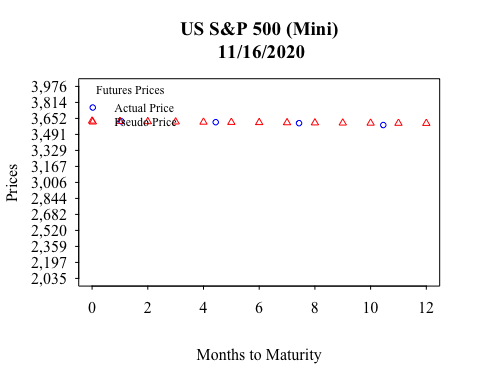 US S&P 500 (Mini)
11/16/2020
Futures Prices
Actual Price
Pseudo Price
Prices
3,976
3,814
3,652
3,491
3,329
3,167
3,006
2,844
2,682
2,520
2,359
2,197
2,035
0 2 4 6 8 10 12
Months to Maturity